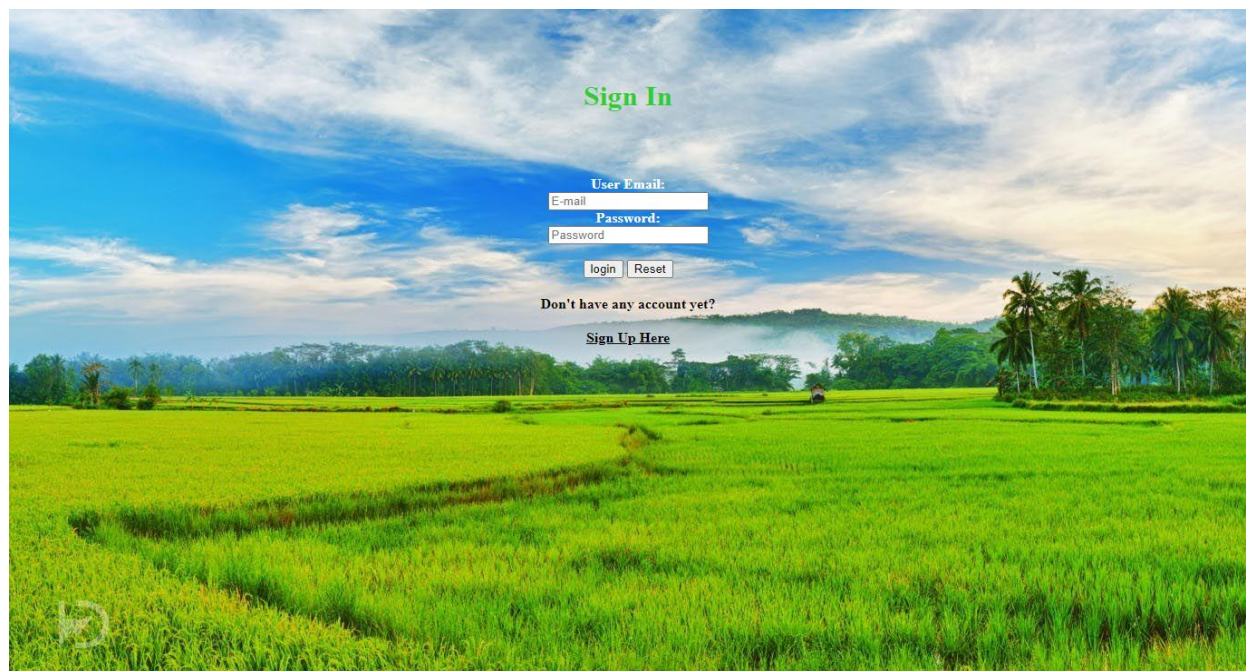 Sign In
User Email:
E-mail
Password:
Password
login Reset
Don't have any account yet?
Sign Up Here